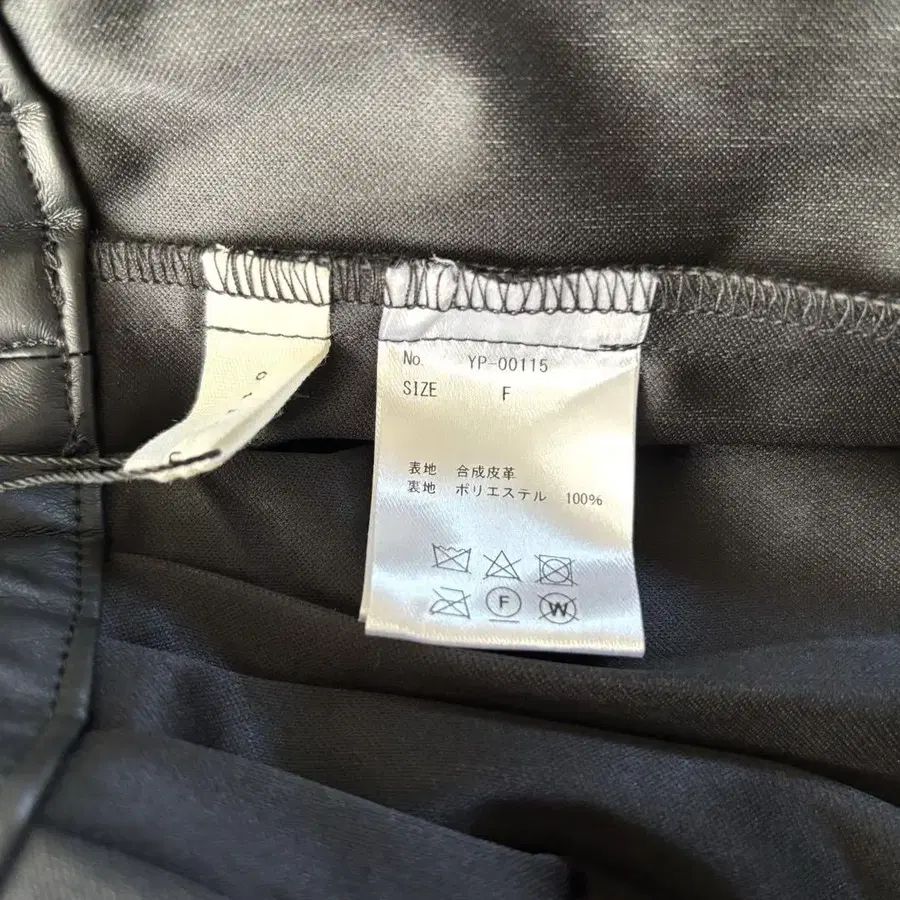 No. YP-00115
SIZE F
表地 合成皮革
裏地 ポリエステル 100%
F W